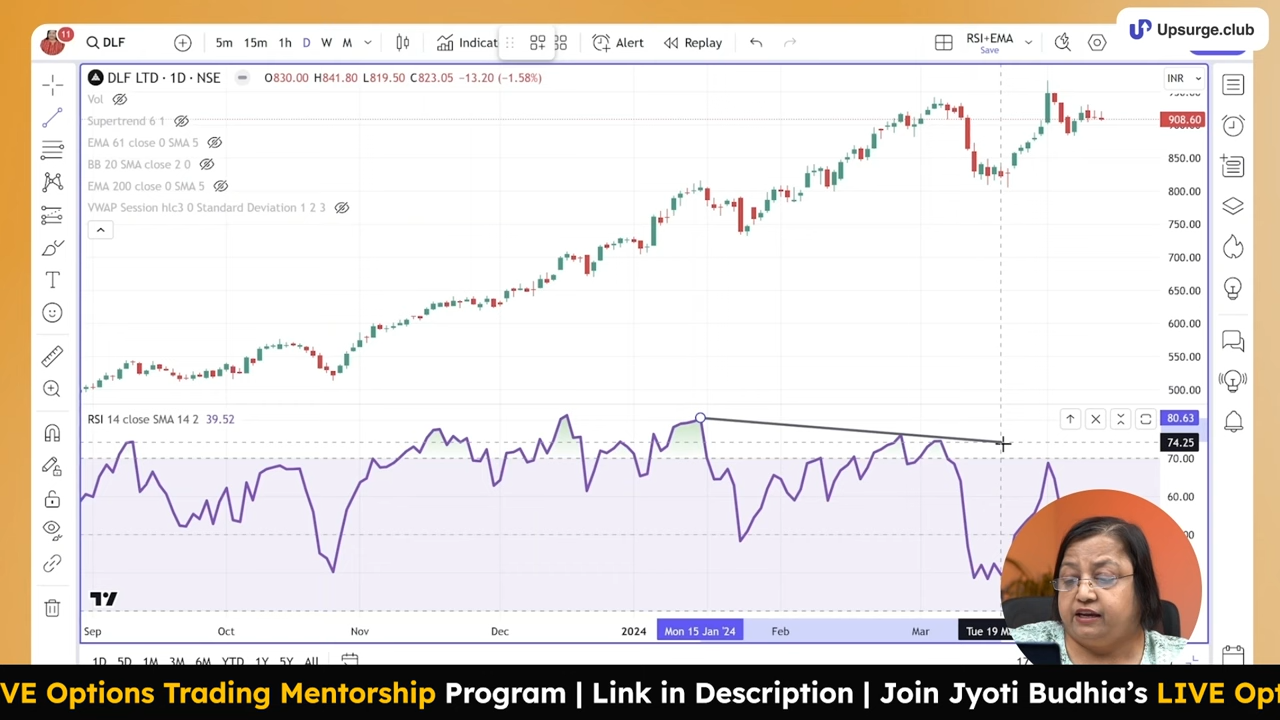 Upsurge.club
11
DLF 5m 15m 1h D W M Indicat Alert Replay RSI+EMA
Save
DLF LTD · 1D · NSE O830.00 H841.80 L819.50 C823.05 −13.20 (−1.58%) INR
Vol
Supertrend 6 1 908.60
EMA 61 close 0 SMA 5
BB 20 SMA close 2 0 850.00
EMA 200 close 0 SMA 5 800.00
VWAP Session hlc3 0 Standard Deviation 1 2 3
750.00
700.00
650.00
600.00
550.00
500.00
RSI 14 close SMA 14 2 39.52 80.63
74.25
70.00
60.00
Sep Oct Nov Dec 2024 Mon 15 Jan '24 Feb Mar Tue 19
1D 5D 1M 3M 6M YTD 1Y 5Y All
VE Options Trading Mentorship Program | Link in Description | Join Jyoti Budhia's LIVE Opt